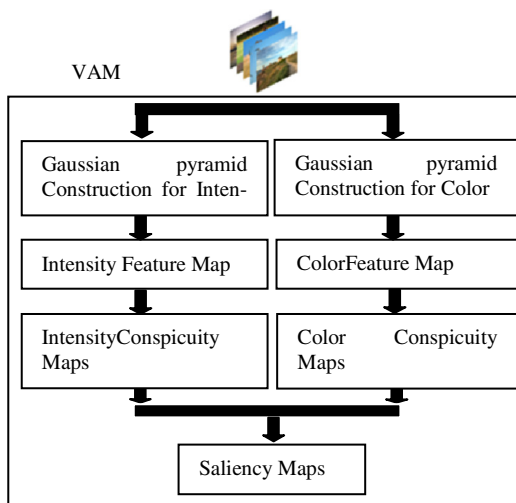 VAM
Gaussian pyramid
Construction for Inten-
Gaussian pyramid
Construction for Color
Intensity Feature Map
ColorFeature Map
IntensityConspicuity
Maps
Color Conspicuity
Maps
Saliency Maps